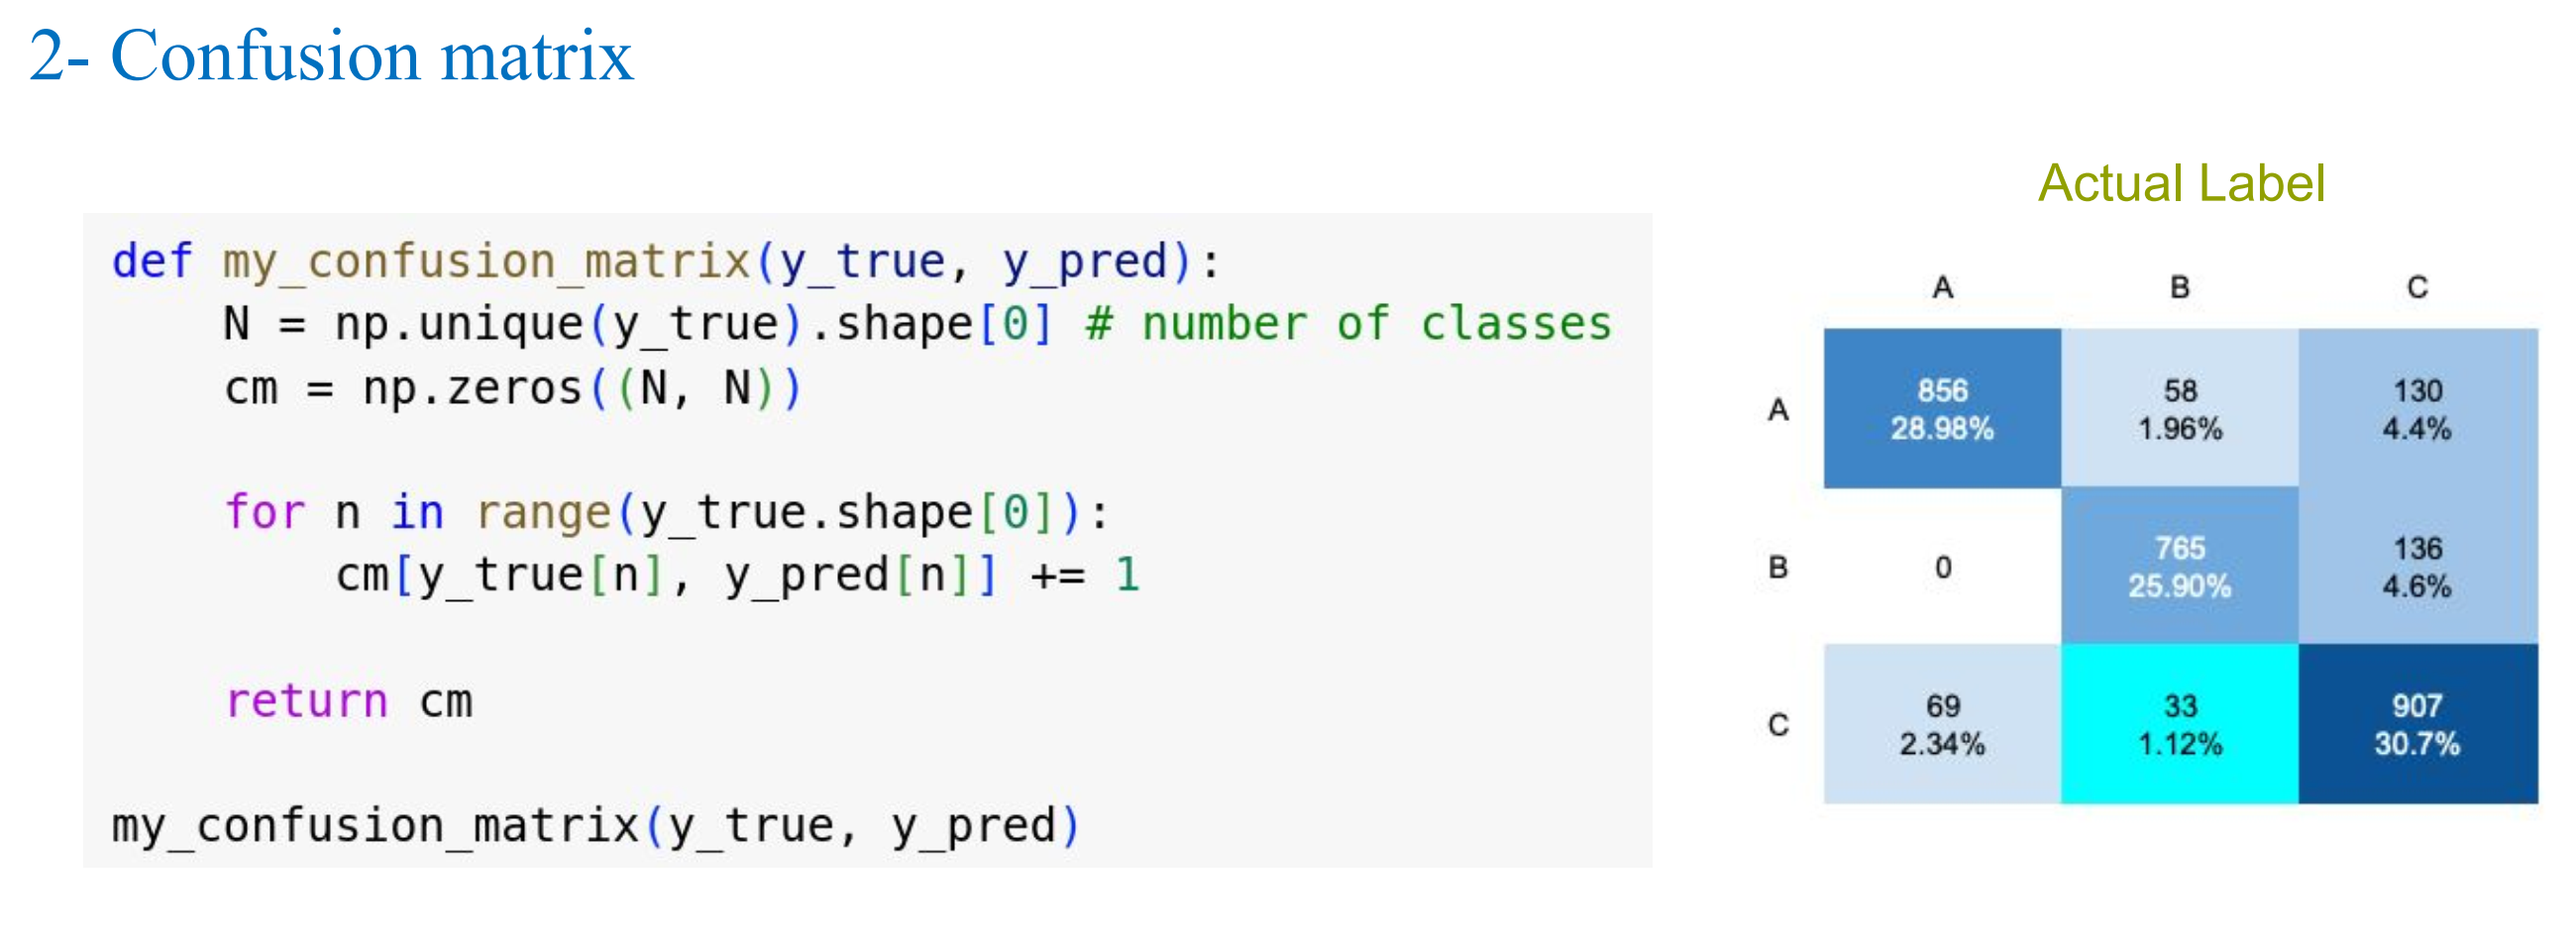 2- Confusion matrix
def my_confusion_matrix(y_true, y_pred):
    N = np.unique(y_true).shape[0] # number of classes
    cm = np.zeros((N, N))
    for n in range(y_true.shape[0]):
        cm[y_true[n], y_pred[n]] += 1
    return cm
my_confusion_matrix(y_true, y_pred)
Actual Label
A B C
A
856 58 130
28.98% 1.96% 4.4%
B
0
765 136
25.90% 4.6%
C
69 33 907
2.34% 1.12% 30.7%